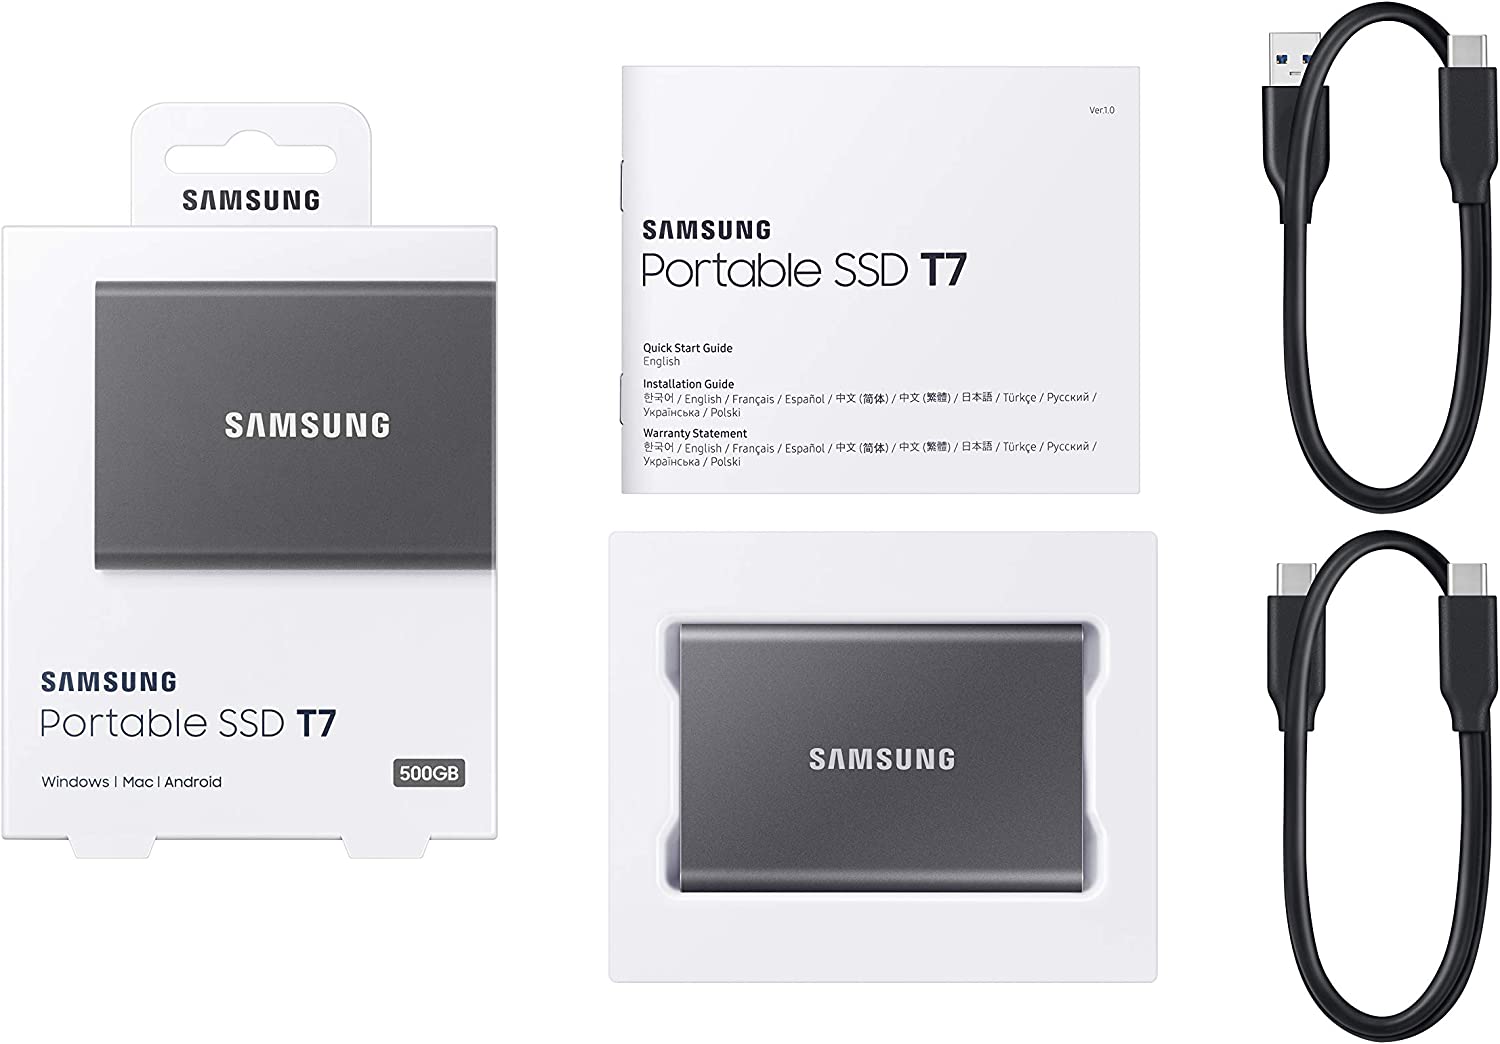 SAMSUNG
SAMSUNG
SAMSUNG
Portable SSD T7
Windows | Mac | Android
500GB
Ver.1.0
SAMSUNG
Portable SSD T7
Quick Start Guide
English
Installation Guide
한국어 / English / Français / Español / 中文 (简体) / 中文 (繁體) / 日本語 / Türkçe / Русский /
Українська / Polski
Warranty Statement
한국어 / English / Français / Español / 中文 (简体) / 中文 (繁體) / 日本語 / Türkçe / Русский /
Українська / Polski
SAMSUNG